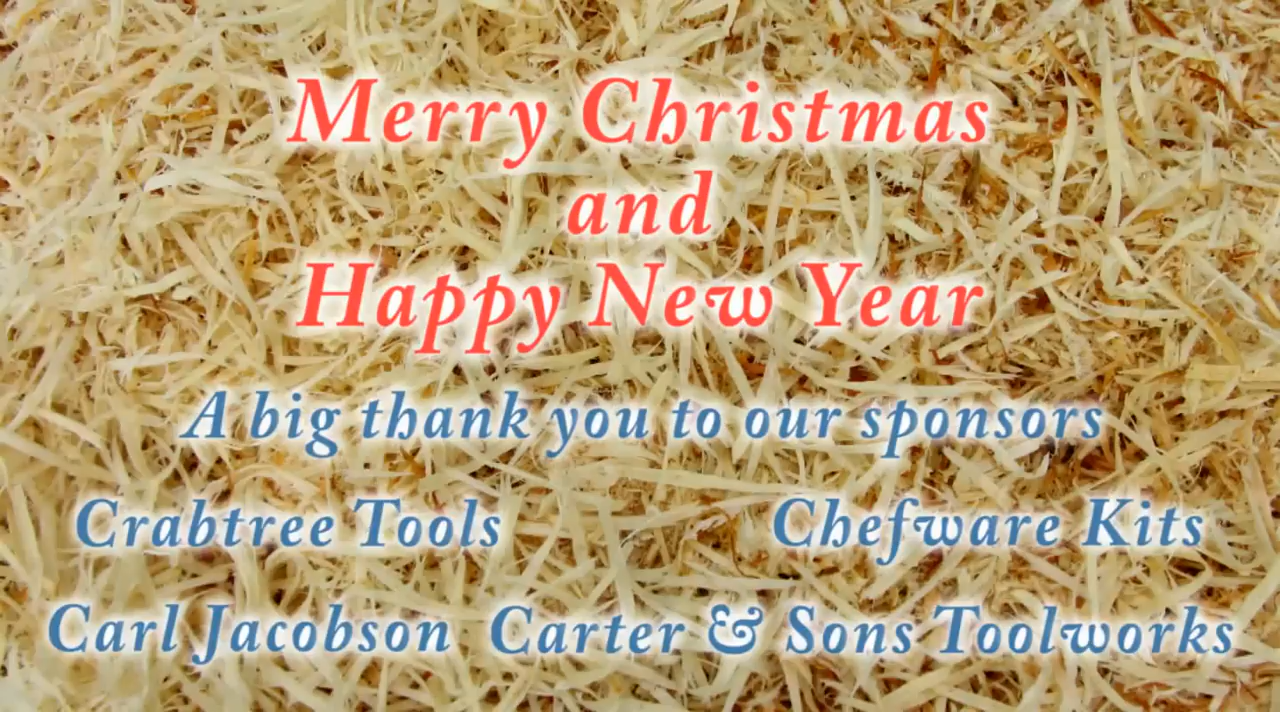 Merry Christmas
and
Happy New Year
A big thank you to our sponsors
Crabtree Tools Chefware Kits
Carl Jacobson Carter & Sons Toolworks